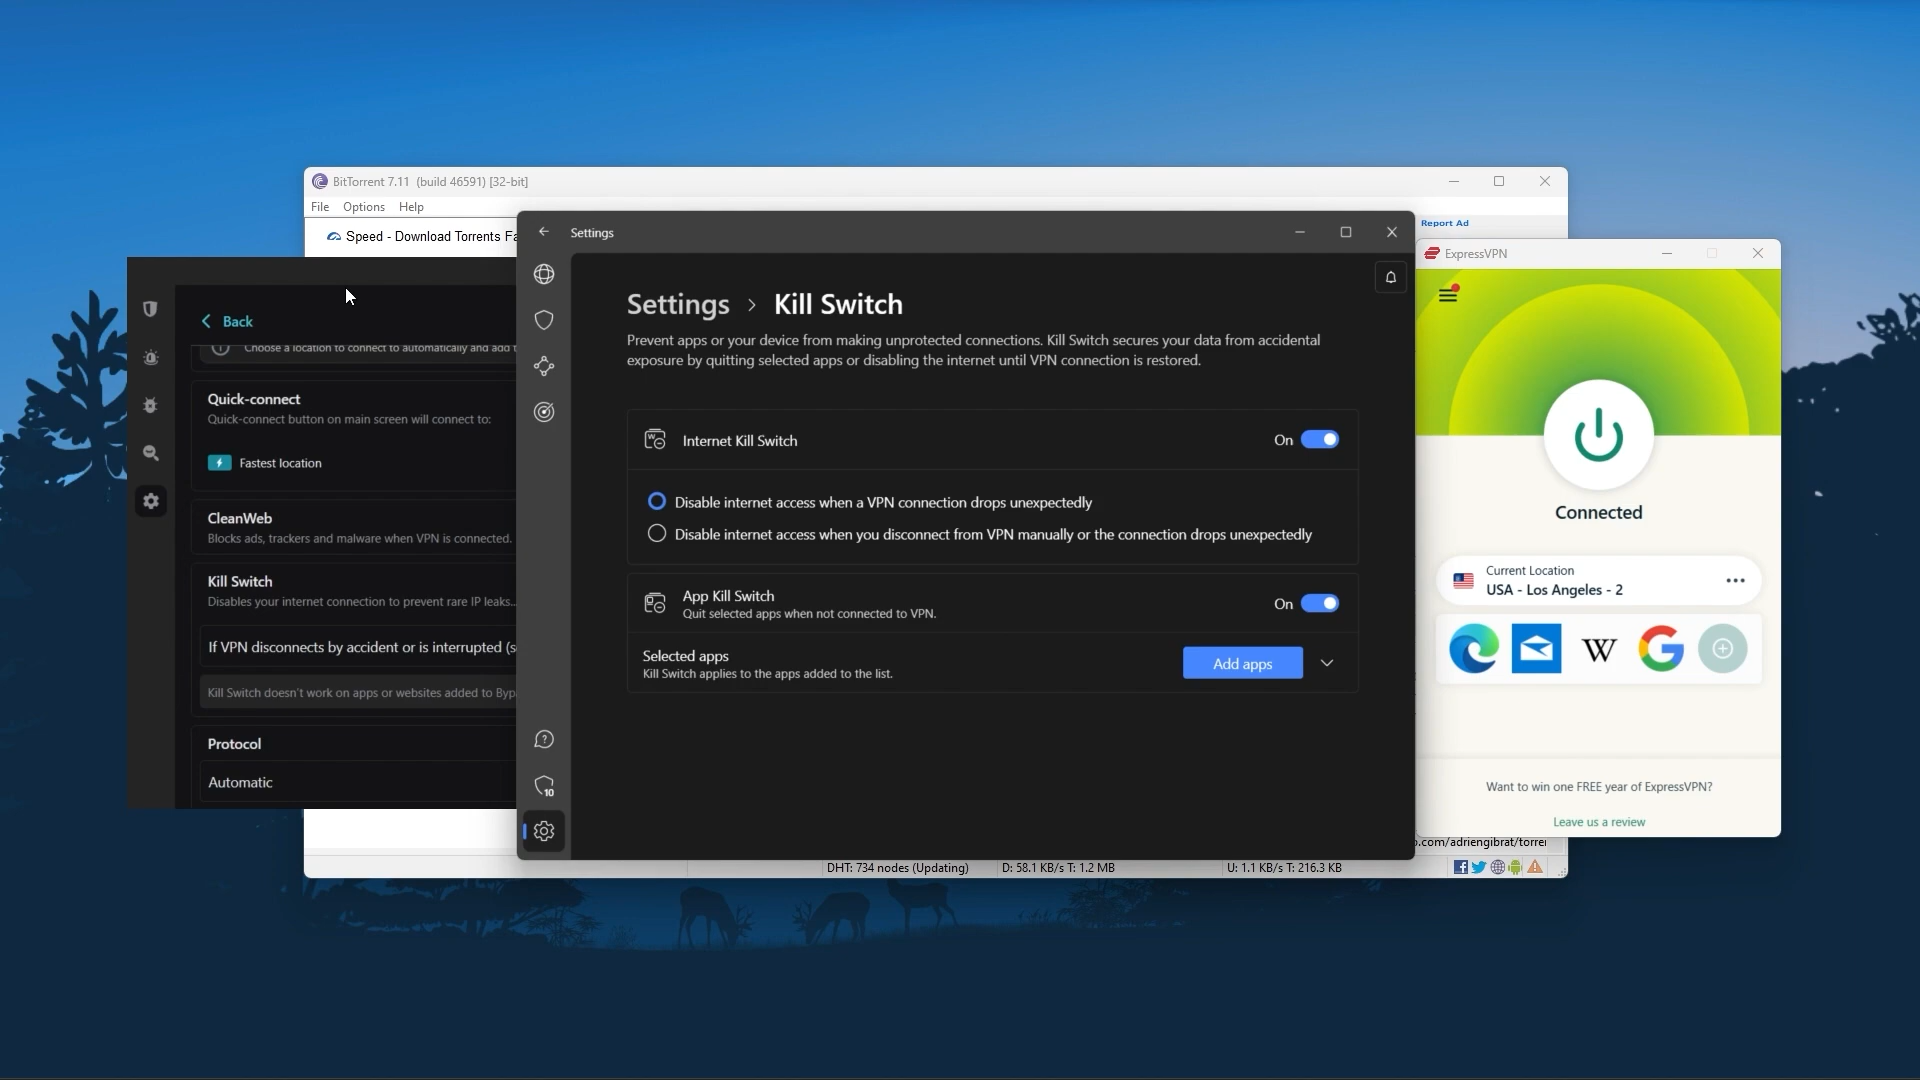 BitTorrent 7.11 (build 46591) [32-bit]
File Options Help
Speed - Download Torrents Fa
Report Ad
Back
Choose a location to connect to automatically and add t
Quick-connect
Quick-connect button on main screen will connect to:
Fastest location
CleanWeb
Blocks ads, trackers and malware when VPN is connected.
Kill Switch
Disables your internet connection to prevent rare IP leaks...
If VPN disconnects by accident or is interrupted (s
Kill Switch doesn't work on apps or websites added to Byp
Protocol
Automatic
Settings
Settings > Kill Switch
Prevent apps or your device from making unprotected connections. Kill Switch secures your data from accidental
exposure by quitting selected apps or disabling the internet until VPN connection is restored.
Internet Kill Switch
On
Disable internet access when a VPN connection drops unexpectedly
Disable internet access when you disconnect from VPN manually or the connection drops unexpectedly
App Kill Switch
Quit selected apps when not connected to VPN.
On
Selected apps
Kill Switch applies to the apps added to the list.
Add apps
10
ExpressVPN
Connected
Current Location
USA - Los Angeles - 2
W
G
Want to win one FREE year of ExpressVPN?
Leave us a review
.com/adriengibrat/torre
DHT: 734 nodes (Updating) D: 58.1 KB/s T: 1.2 MB U: 1.1 KB/s T: 216.3 KB